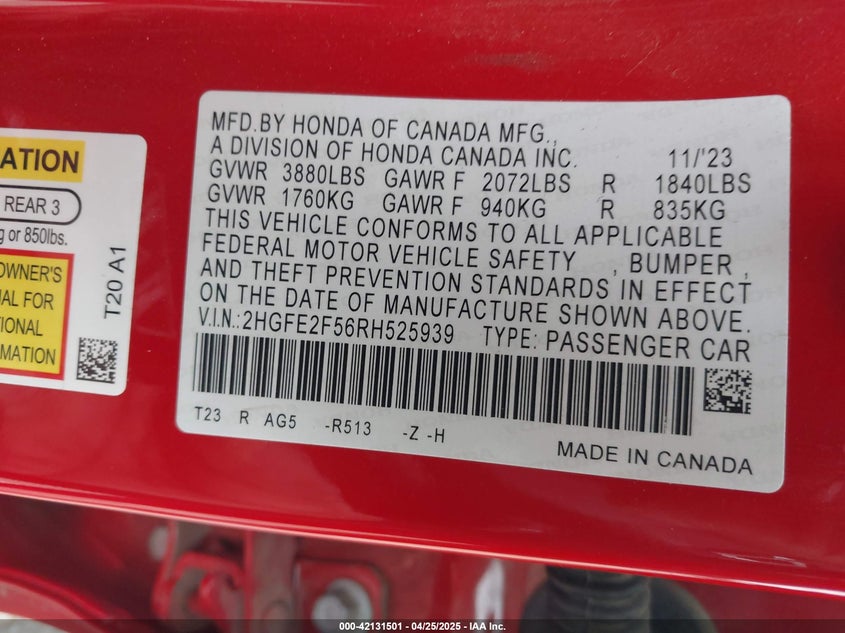 ATION
REAR 3
g or 850lbs.
OWNER'S
UAL FOR
TIONAL
MATION
T20 A1
MFD.BY HONDA OF CANADA MFG.,
A DIVISION OF HONDA CANADA INC. 11/'23
GVWR 3880LBS GAWR F 2072LBS R 1840LBS
GVWR 1760KG GAWR F 940KG R 835KG
THIS VEHICLE CONFORMS TO ALL APPLICABLE
FEDERAL MOTOR VEHICLE SAFETY , BUMPER ,
AND THEFT PREVENTION STANDARDS IN EFFECT
ON THE DATE OF MANUFACTURE SHOWN ABOVE.
V.I.N.:2HGFE2F56RH525939 TYPE: PASSENGER CAR
T23 R AG5 -R513 -Z -H
MADE IN CANADA
000-42131501 | 04/25/2025 - IAA Inc.